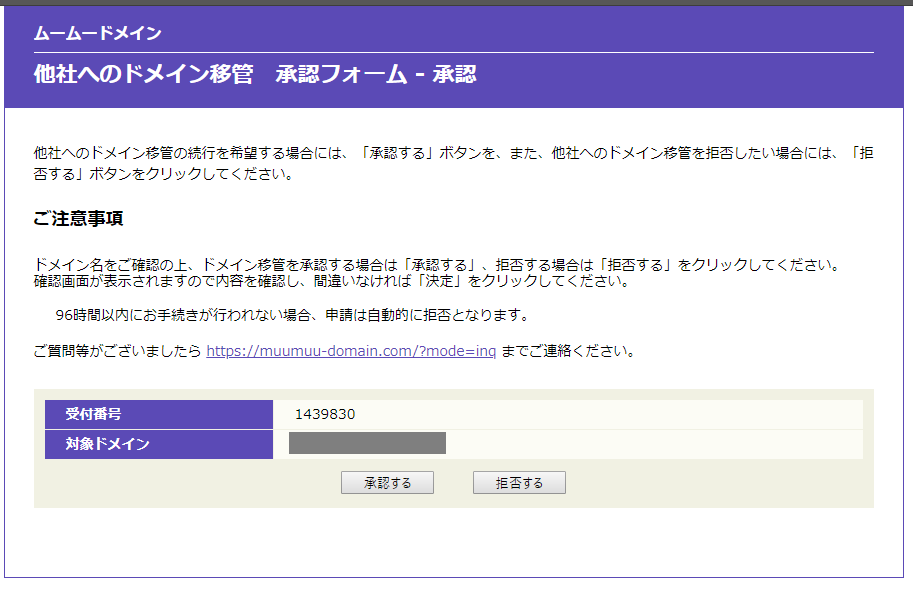 ムームードメイン
他社へのドメイン移管　承認フォーム - 承認
他社へのドメイン移管の続行を希望する場合には、「承認する」ボタンを、また、他社へのドメイン移管を拒否したい場合には、「拒
否する」ボタンをクリックしてください。
ご注意事項
ドメイン名をご確認の上、ドメイン移管を承認する場合は「承認する」、拒否する場合は「拒否する」をクリックしてください。
確認画面が表示されますので内容を確認し、間違いなければ「決定」をクリックしてください。
96時間以内にお手続きが行われない場合、申請は自動的に拒否となります。
ご質問等がございましたら https://muumuu-domain.com/?mode=inq までご連絡ください。
受付番号 1439830
対象ドメイン
承認する 拒否する